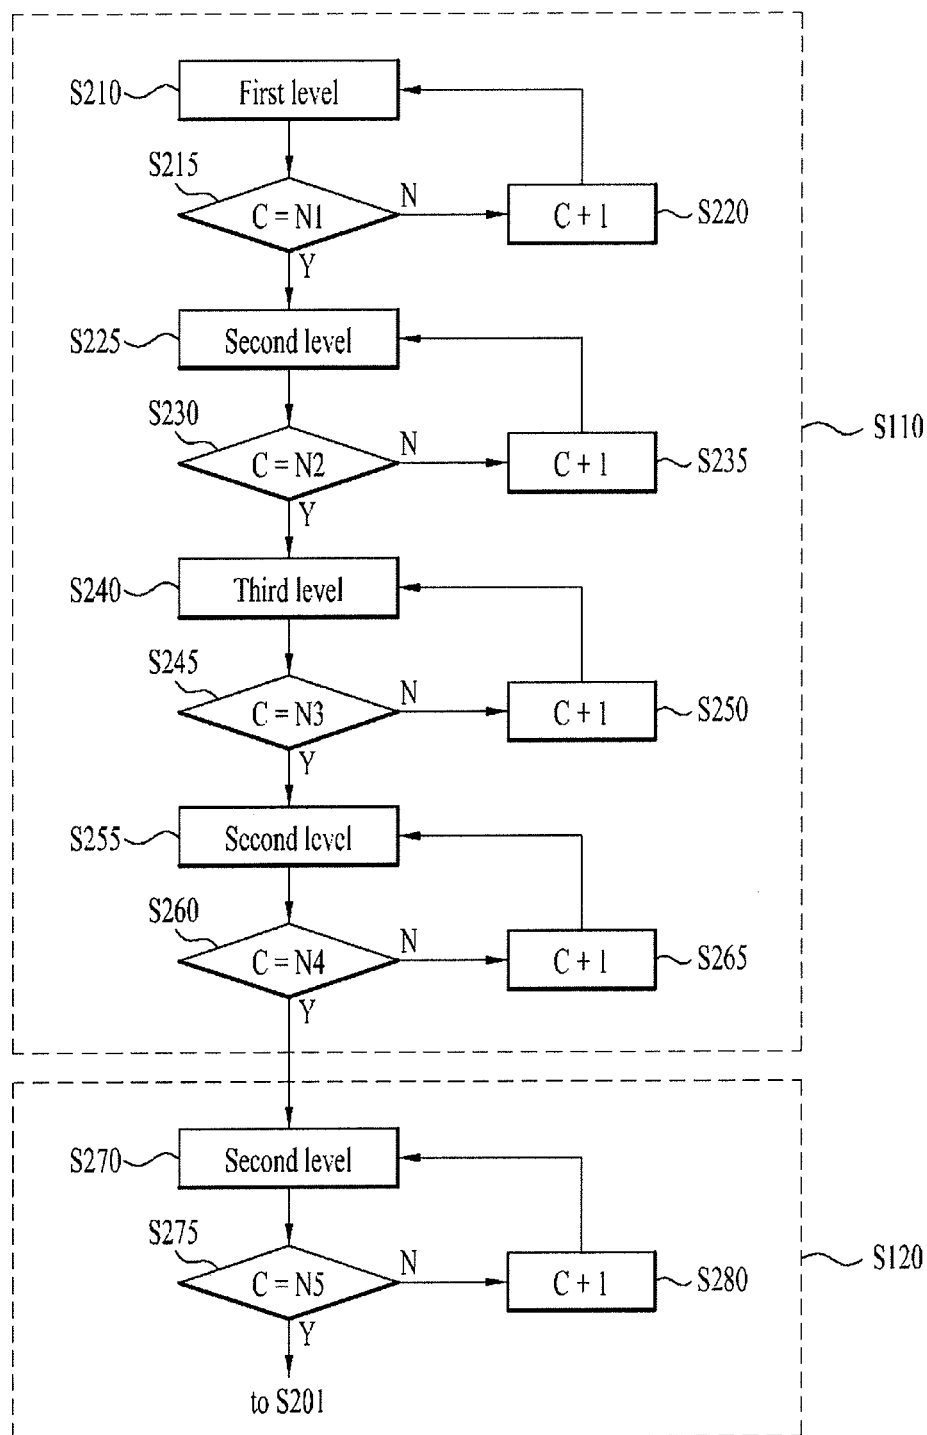 S210
First level
S215
C = N1
N
C + 1
S220
Y
S225
Second level
S230
C = N2
N
C + 1
S235
S110
Y
S240
Third level
S245
C = N3
N
C + 1
S250
Y
S255
Second level
S260
C = N4
N
C + 1
S265
Y
S270
Second level
S275
C = N5
N
C + 1
S280
S120
Y
to S201